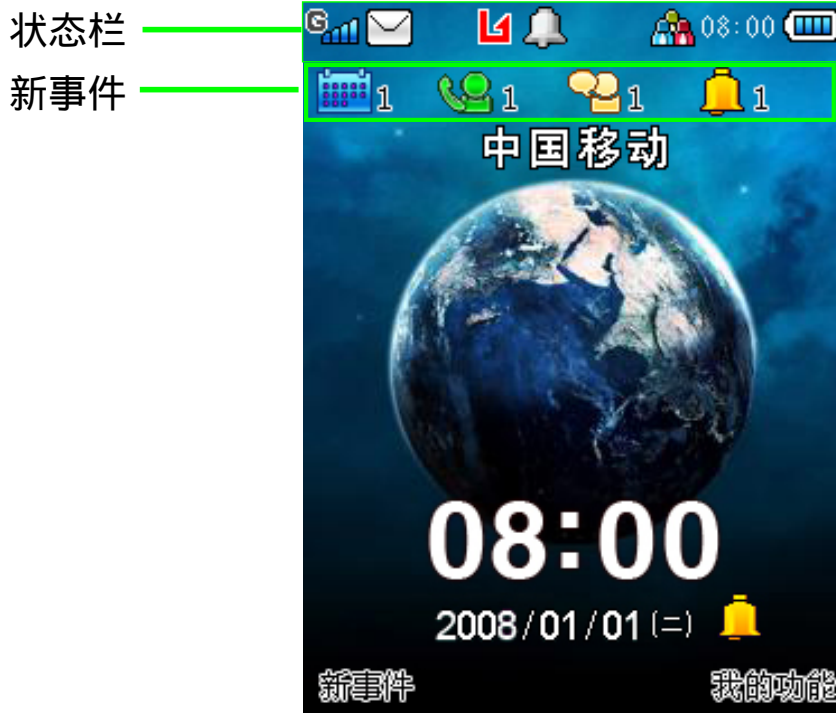 状态栏
G 08:00
新事件
1 1 1 1
中国移动
08:00
2008/01/01(二)
新事件 我的功能